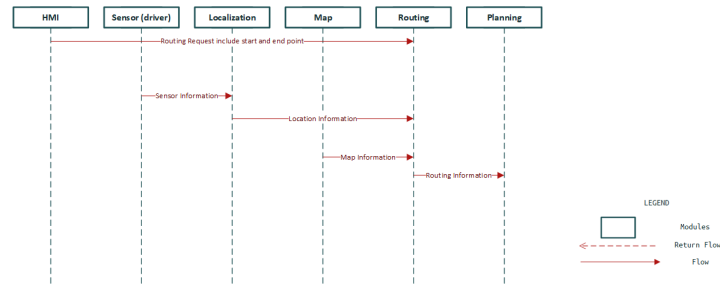 HMI
Sensor (driver)
Localization
Map
Routing
Planning
Routing Request include start and end point
Sensor Information
Location Information
Map Information
Routing Information
LEGEND
Modules
Return Flow
Flow